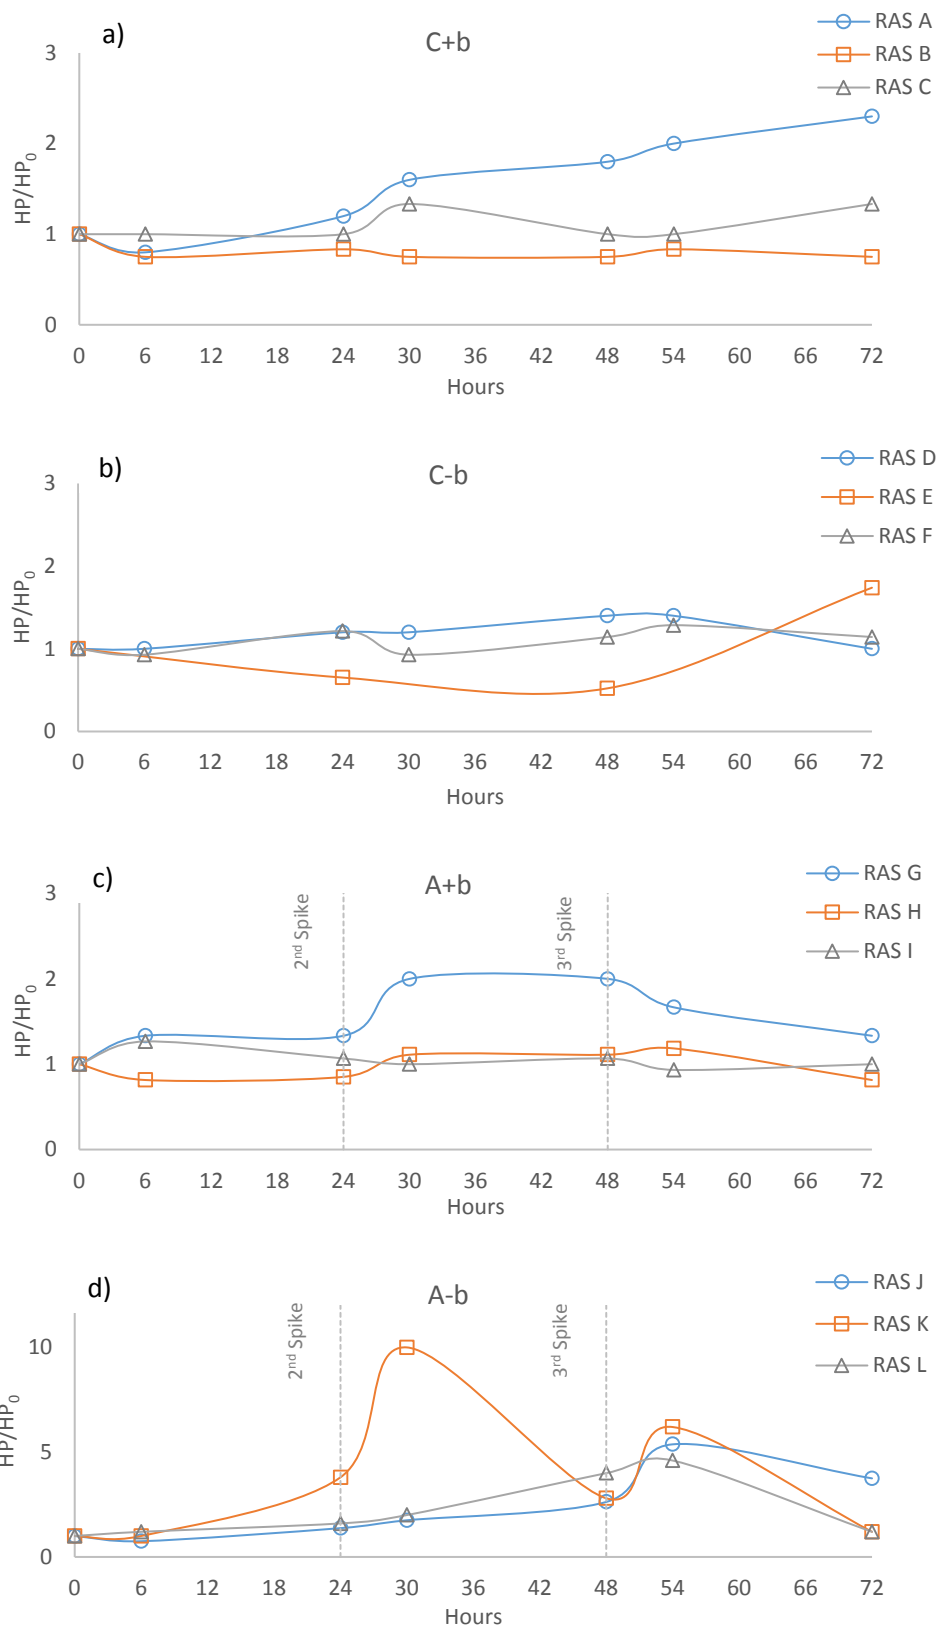 a)
C+b
RAS A
RAS B
RAS C
3
2
1
0
HP/HP₀
0 6 12 18 24 30 36 42 48 54 60 66 72
Hours
b)
C-b
RAS D
RAS E
RAS F
3
2
1
0
HP/HP₀
0 6 12 18 24 30 36 42 48 54 60 66 72
Hours
c)
A+b
RAS G
RAS H
RAS I
3
2
1
0
HP/HP₀
2nd Spike
3rd Spike
0 6 12 18 24 30 36 42 48 54 60 66 72
Hours
d)
A-b
RAS J
RAS K
RAS L
10
5
0
HP/HP₀
2nd Spike
3rd Spike
0 6 12 18 24 30 36 42 48 54 60 66 72
Hours